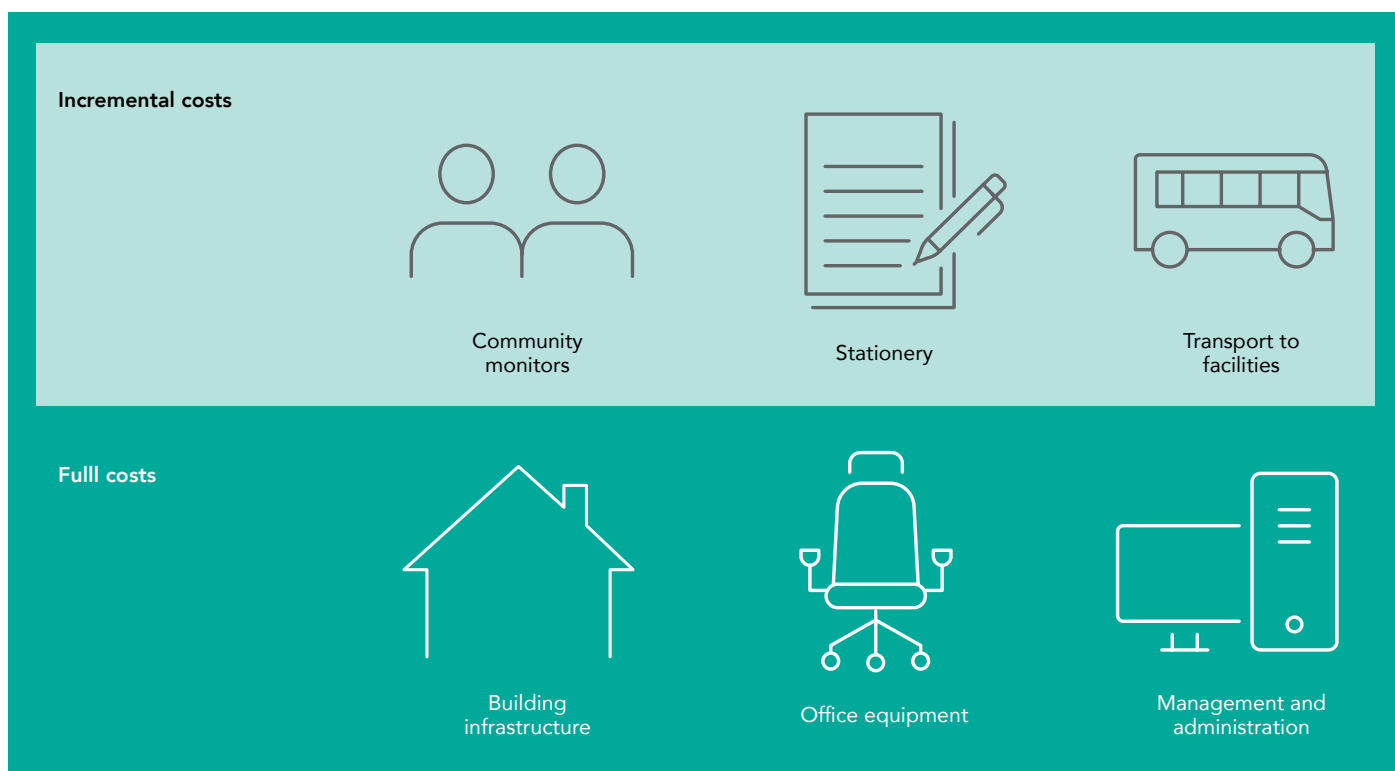 Incremental costs
Community
monitors
Stationery
Transport to
facilities
Fulll costs
Building
infrastructure
Office equipment
Management and
administration